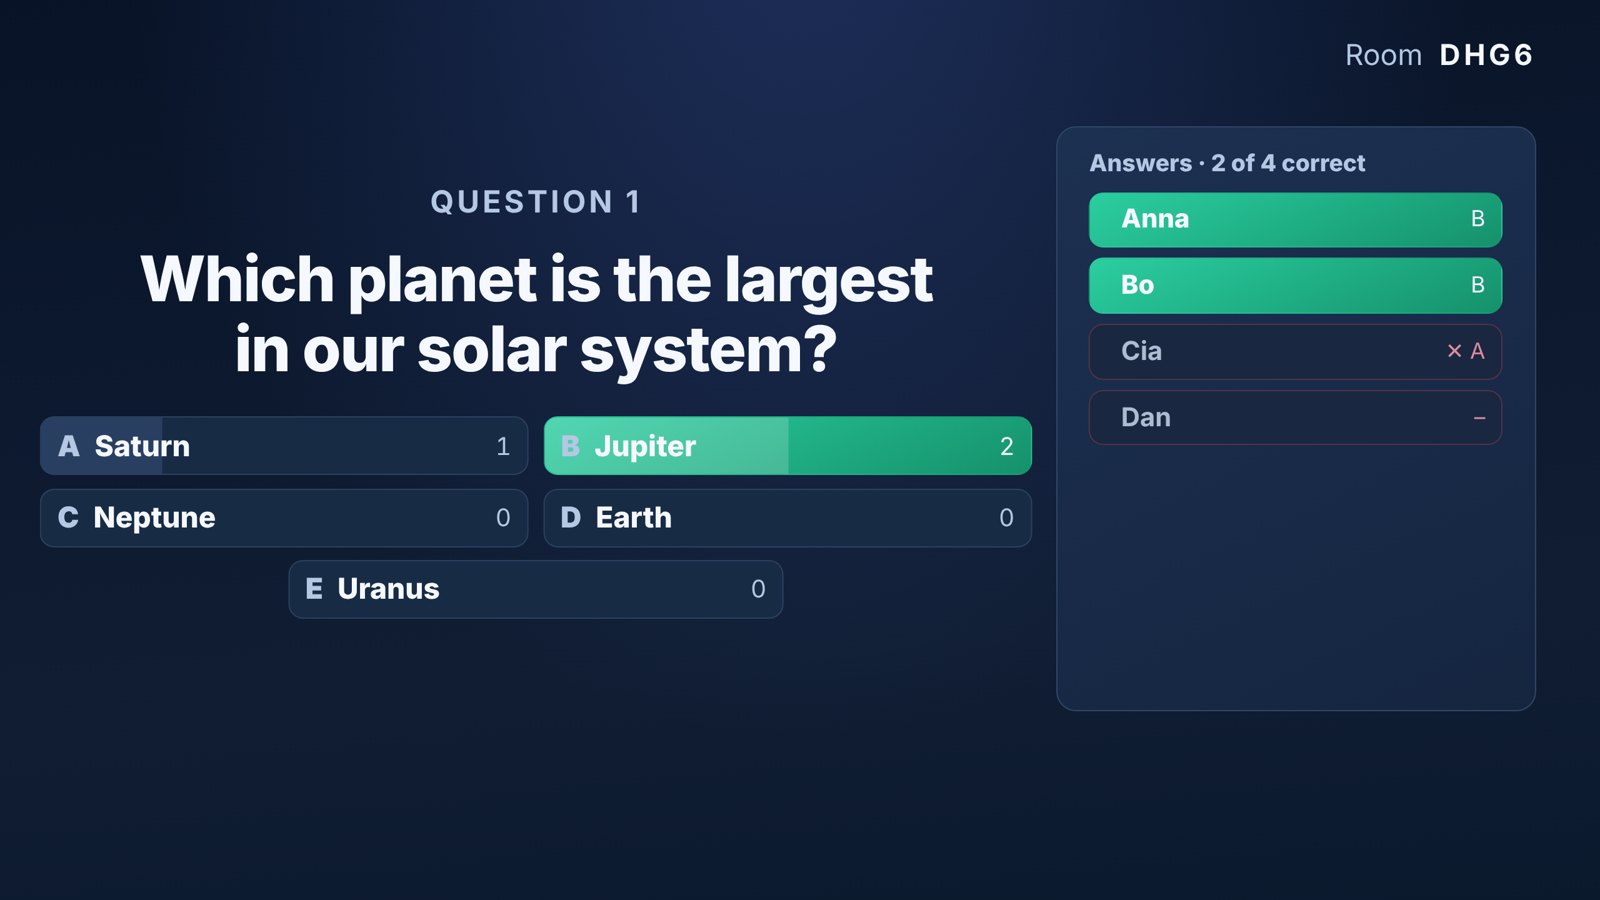 Room DHG6
QUESTION 1
Which planet is the largest
in our solar system?
A Saturn 1
B Jupiter 2
C Neptune 0
D Earth 0
E Uranus 0
Answers · 2 of 4 correct
Anna B
Bo B
Cia ✕ A
Dan –